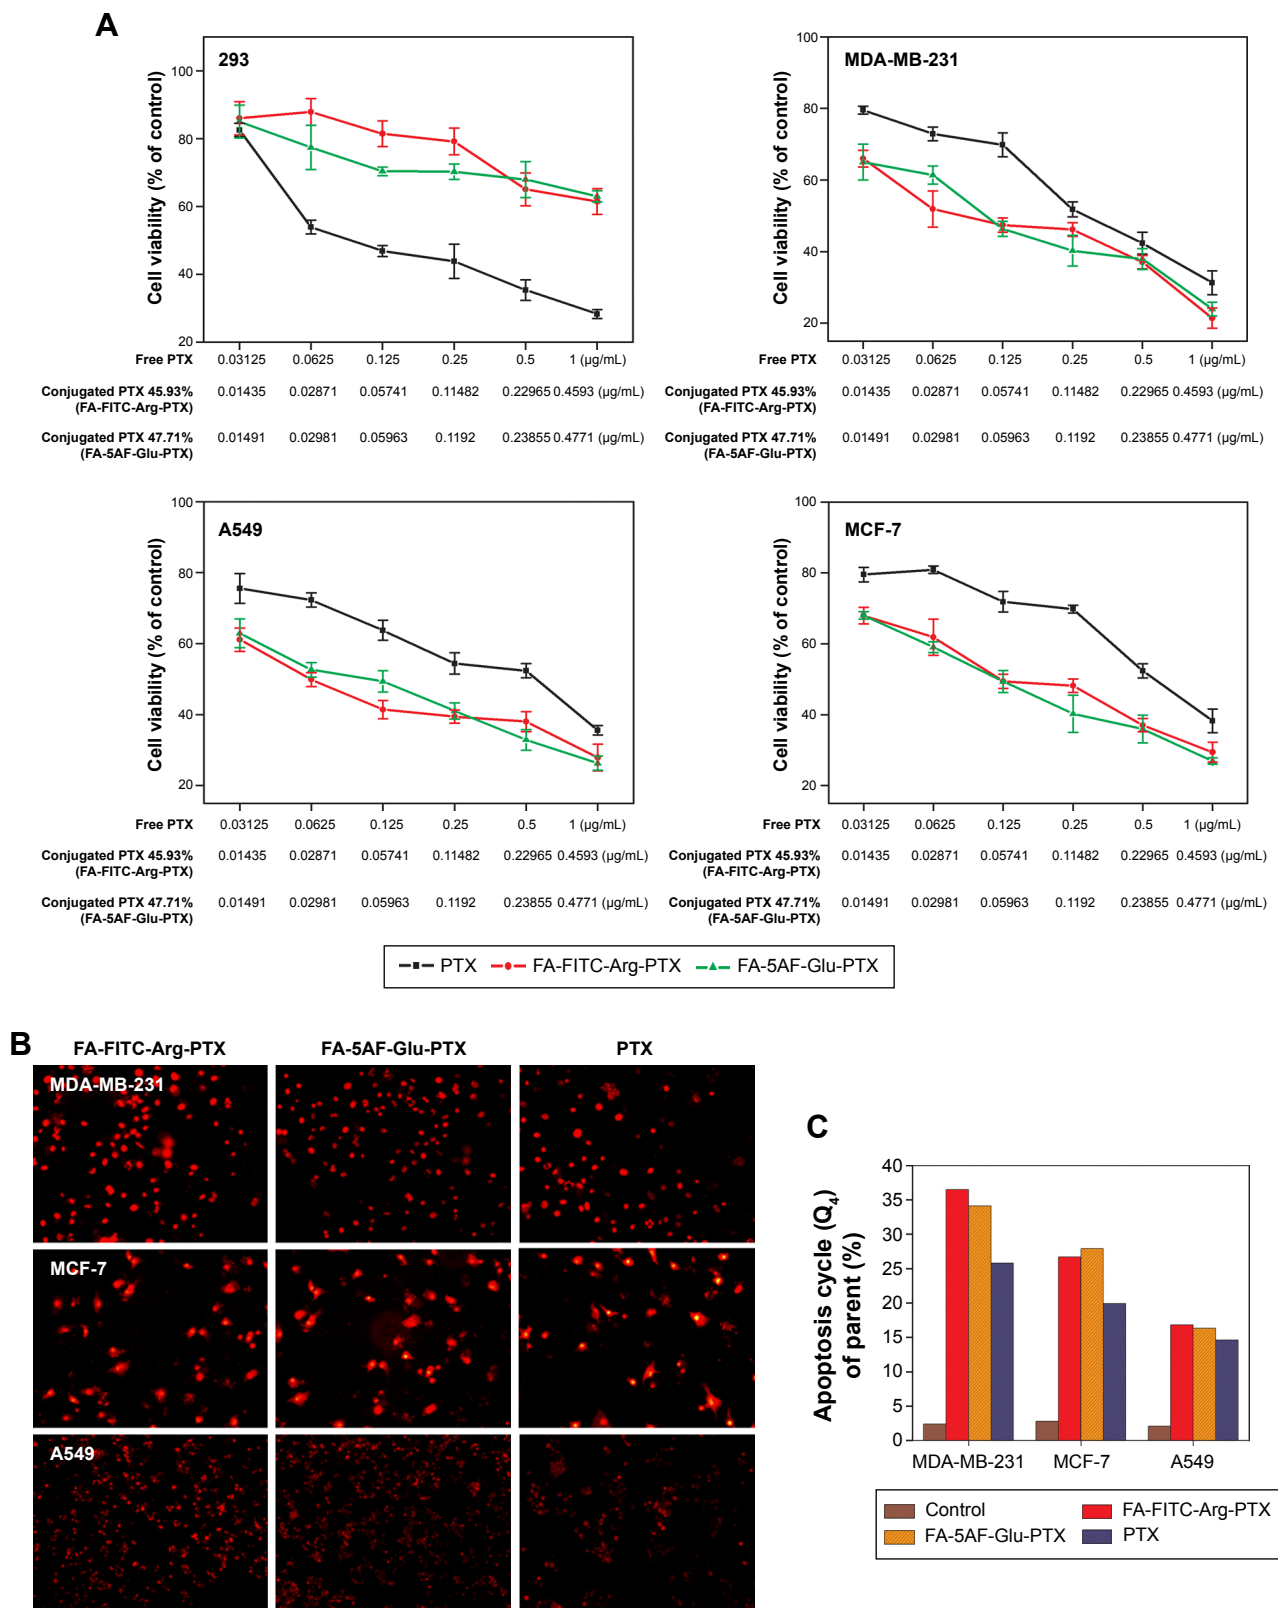 A
293
Cell viability (% of control)
100
80
60
40
20
Free PTX 0.03125 0.0625 0.125 0.25 0.5 1 (µg/mL)
Conjugated PTX 45.93% 0.01435 0.02871 0.05741 0.11482 0.22965 0.4593 (µg/mL)
(FA-FITC-Arg-PTX)
Conjugated PTX 47.71% 0.01491 0.02981 0.05963 0.1192 0.23855 0.4771 (µg/mL)
(FA-5AF-Glu-PTX)
MDA-MB-231
Cell viability (% of control)
100
80
60
40
20
Free PTX 0.03125 0.0625 0.125 0.25 0.5 1 (µg/mL)
Conjugated PTX 45.93% 0.01435 0.02871 0.05741 0.11482 0.22965 0.4593 (µg/mL)
(FA-FITC-Arg-PTX)
Conjugated PTX 47.71% 0.01491 0.02981 0.05963 0.1192 0.23855 0.4771 (µg/mL)
(FA-5AF-Glu-PTX)
A549
Cell viability (% of control)
100
80
60
40
20
Free PTX 0.03125 0.0625 0.125 0.25 0.5 1 (µg/mL)
Conjugated PTX 45.93% 0.01435 0.02871 0.05741 0.11482 0.22965 0.4593 (µg/mL)
(FA-FITC-Arg-PTX)
Conjugated PTX 47.71% 0.01491 0.02981 0.05963 0.1192 0.23855 0.4771 (µg/mL)
(FA-5AF-Glu-PTX)
MCF-7
Cell viability (% of control)
100
80
60
40
20
Free PTX 0.03125 0.0625 0.125 0.25 0.5 1 (µg/mL)
Conjugated PTX 45.93% 0.01435 0.02871 0.05741 0.11482 0.22965 0.4593 (µg/mL)
(FA-FITC-Arg-PTX)
Conjugated PTX 47.71% 0.01491 0.02981 0.05963 0.1192 0.23855 0.4771 (µg/mL)
(FA-5AF-Glu-PTX)
PTX FA-FITC-Arg-PTX FA-5AF-Glu-PTX
B
FA-FITC-Arg-PTX FA-5AF-Glu-PTX PTX
MDA-MB-231
MCF-7
A549
C
Apoptosis cycle (Q4)
of parent (%)
40
35
30
25
20
15
10
5
0
MDA-MB-231 MCF-7 A549
Control FA-FITC-Arg-PTX
FA-5AF-Glu-PTX PTX